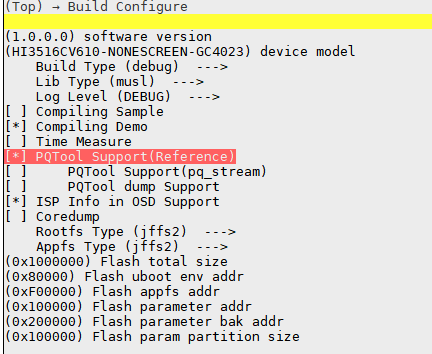 (Top) → Build Configure
(1.0.0.0) software version
(HI3516CV610-NONESCREEN-GC4023) device model
Build Type (debug)  --->
Lib Type (musl)  --->
Log Level (DEBUG)  --->
[ ] Compiling Sample
[*] Compiling Demo
[ ] Time Measure
[*] PQTool Support(Reference)
[ ]     PQTool Support(pq_stream)
[ ]     PQTool dump Support
[*] ISP Info in OSD Support
[ ] Coredump
Rootfs Type (jffs2)  --->
Appfs Type (jffs2)  --->
(0x1000000) Flash total size
(0x80000) Flash uboot env addr
(0xF00000) Flash appfs addr
(0x100000) Flash parameter addr
(0x200000) Flash parameter bak addr
(0x100000) Flash param partition size